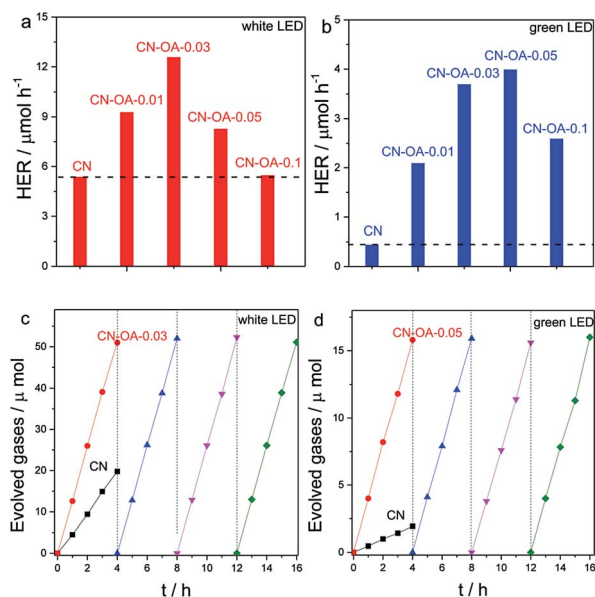 a
white LED
HER / μmol h⁻¹
15
12
9
6
3
0
CN
CN-OA-0.01
CN-OA-0.03
CN-OA-0.05
CN-OA-0.1
b
green LED
HER / μmol h⁻¹
5
4
3
2
1
0
CN
CN-OA-0.01
CN-OA-0.03
CN-OA-0.05
CN-OA-0.1
c
white LED
Evolved gases / μ mol
50
40
30
20
10
0
CN-OA-0.03
CN
0 2 4 6 8 10 12 14 16
t / h
d
green LED
Evolved gases / μ mol
15
10
5
0
CN-OA-0.05
CN
0 2 4 6 8 10 12 14 16
t / h